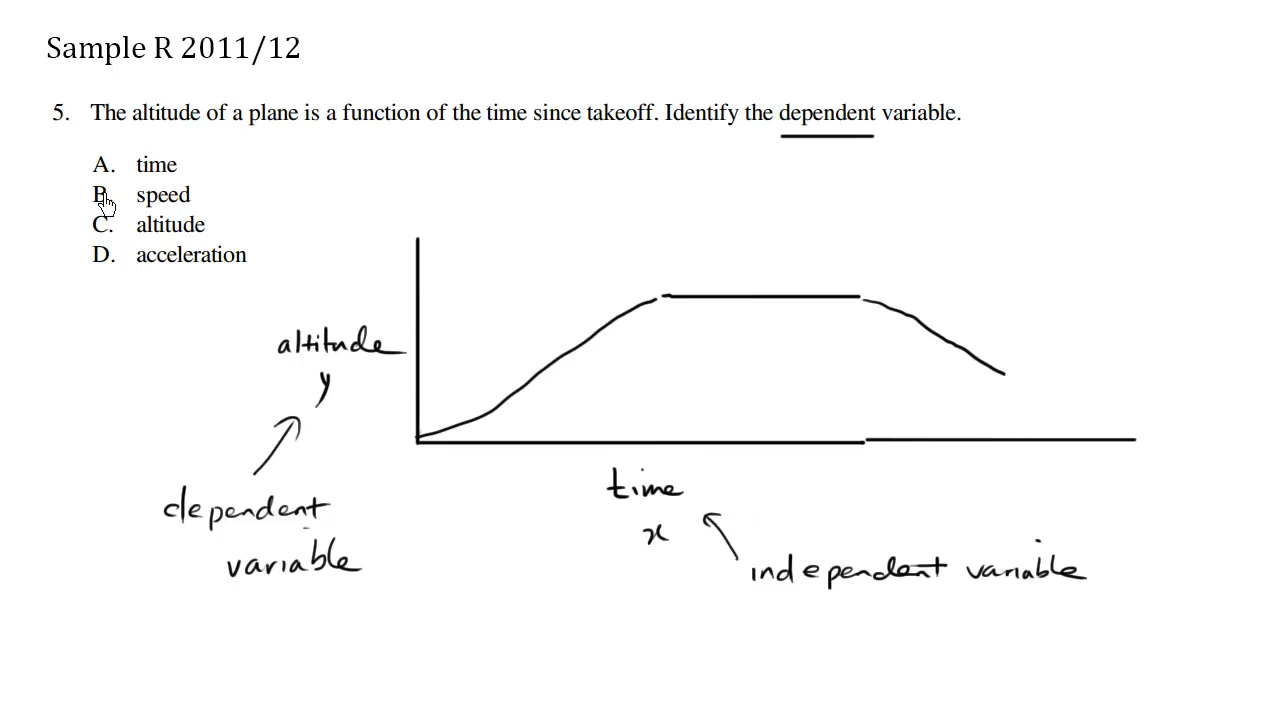 Sample R 2011/12
5. The altitude of a plane is a function of the time since takeoff. Identify the dependent variable.
A. time
B. speed
C. altitude
D. acceleration
altitude
y
dependent
variable
time
x
independent variable